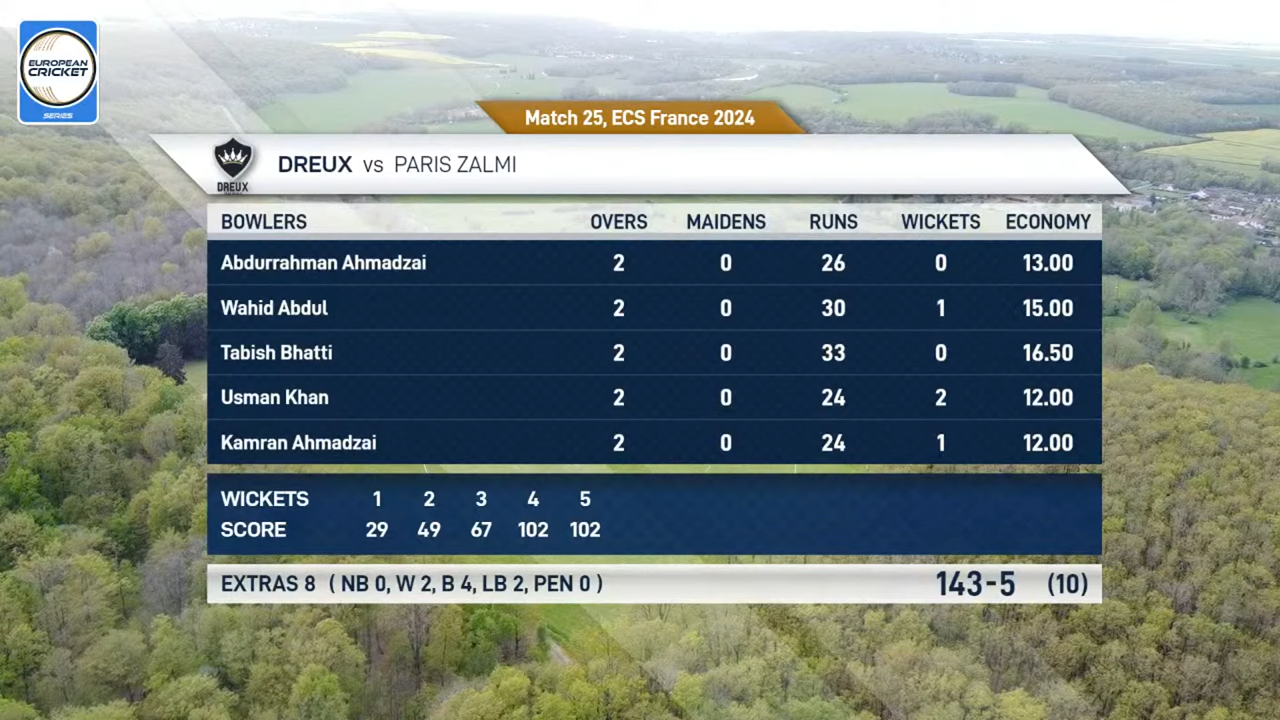 EUROPEAN
CRICKET
SERIES
Match 25, ECS France 2024
DREUX
DREUX vs PARIS ZALMI
BOWLERS OVERS MAIDENS RUNS WICKETS ECONOMY
Abdurrahman Ahmadzai 2 0 26 0 13.00
Wahid Abdul 2 0 30 1 15.00
Tabish Bhatti 2 0 33 0 16.50
Usman Khan 2 0 24 2 12.00
Kamran Ahmadzai 2 0 24 1 12.00
WICKETS 1 2 3 4 5
SCORE 29 49 67 102 102
EXTRAS 8 ( NB 0, W 2, B 4, LB 2, PEN 0 ) 143-5 (10)